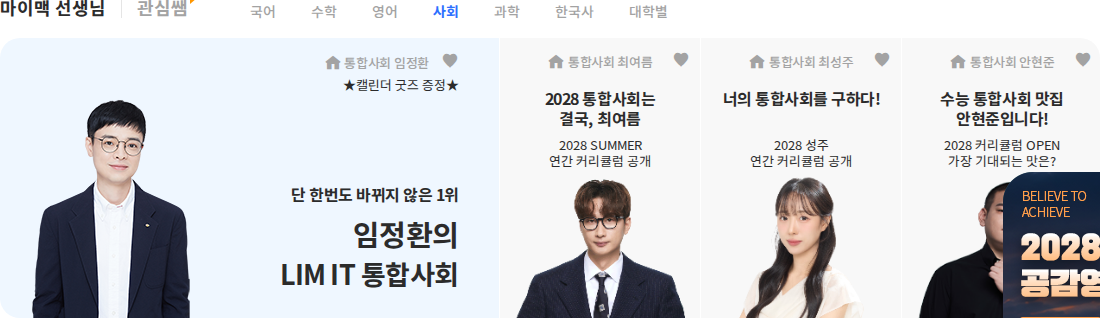 마이맥 선생님
관심쌤
국어
수학
영어
사회
과학
한국사
대학별
통합사회 임정환
★캘린더 굿즈 증정★
단 한번도 바뀌지 않은 1위
임정환의
LIM IT 통합사회
통합사회 최여름
2028 통합사회는
결국, 최여름
2028 SUMMER
연간 커리큘럼 공개
통합사회 최성주
너의 통합사회를 구하다!
2028 성주
연간 커리큘럼 공개
통합사회 안현준
수능 통합사회 맛집
안현준입니다!
2028 커리큘럼 OPEN
가장 기대되는 맛은?
BELIEVE TO
ACHIEVE
2028
공감영